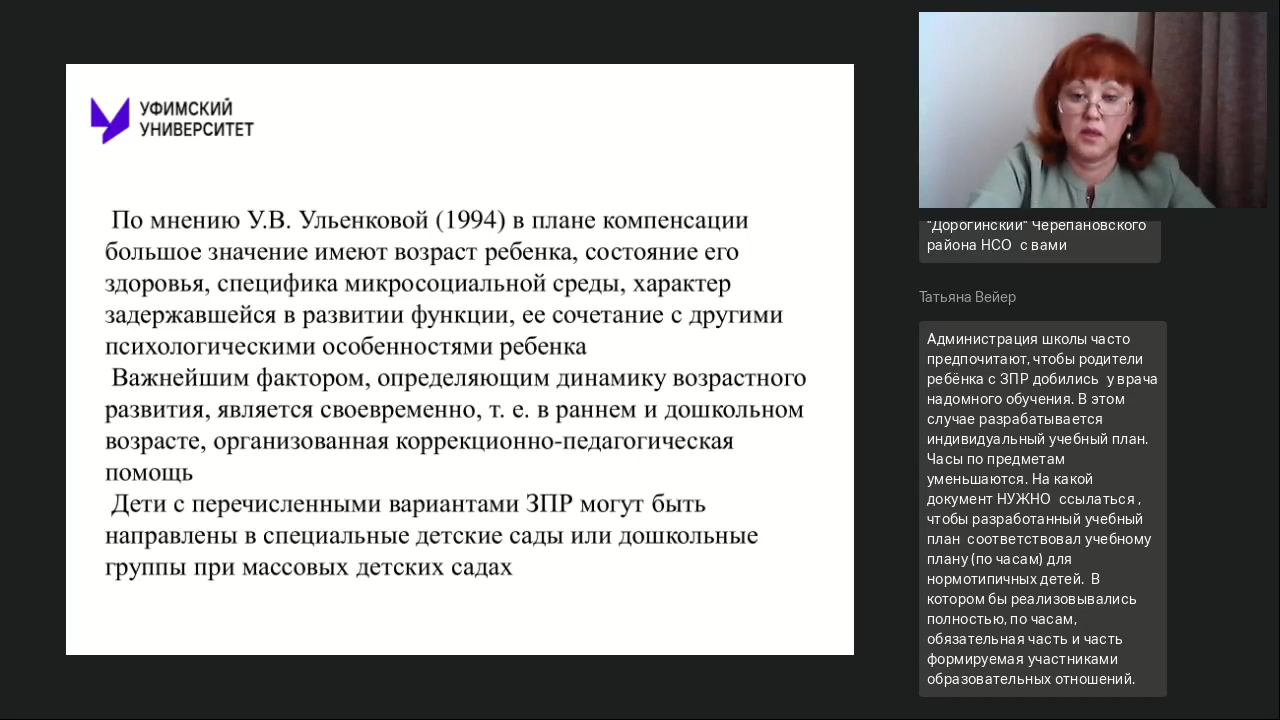 УФИМСКИЙ
УНИВЕРСИТЕТ
По мнению У.В. Ульенковой (1994) в плане компенсации
большое значение имеют возраст ребенка, состояние его
здоровья, специфика микросоциальной среды, характер
задержавшейся в развитии функции, ее сочетание с другими
психологическими особенностями ребенка
Важнейшим фактором, определяющим динамику возрастного
развития, является своевременно, т. е. в раннем и дошкольном
возрасте, организованная коррекционно-педагогическая
помощь
Дети с перечисленными вариантами ЗПР могут быть
направлены в специальные детские сады или дошкольные
группы при массовых детских садах
"Дорогинский" Черепановского
района НСО с вами
Татьяна Вейер
Администрация школы часто
предпочитают, чтобы родители
ребёнка с ЗПР добились у врача
надомного обучения. В этом
случае разрабатывается
индивидуальный учебный план.
Часы по предметам
уменьшаются. На какой
документ НУЖНО ссылаться ,
чтобы разработанный учебный
план соответствовал учебному
плану (по часам) для
нормотипичных детей. В
котором бы реализовывались
полностью, по часам,
обязательная часть и часть
формируемая участниками
образовательных отношений.